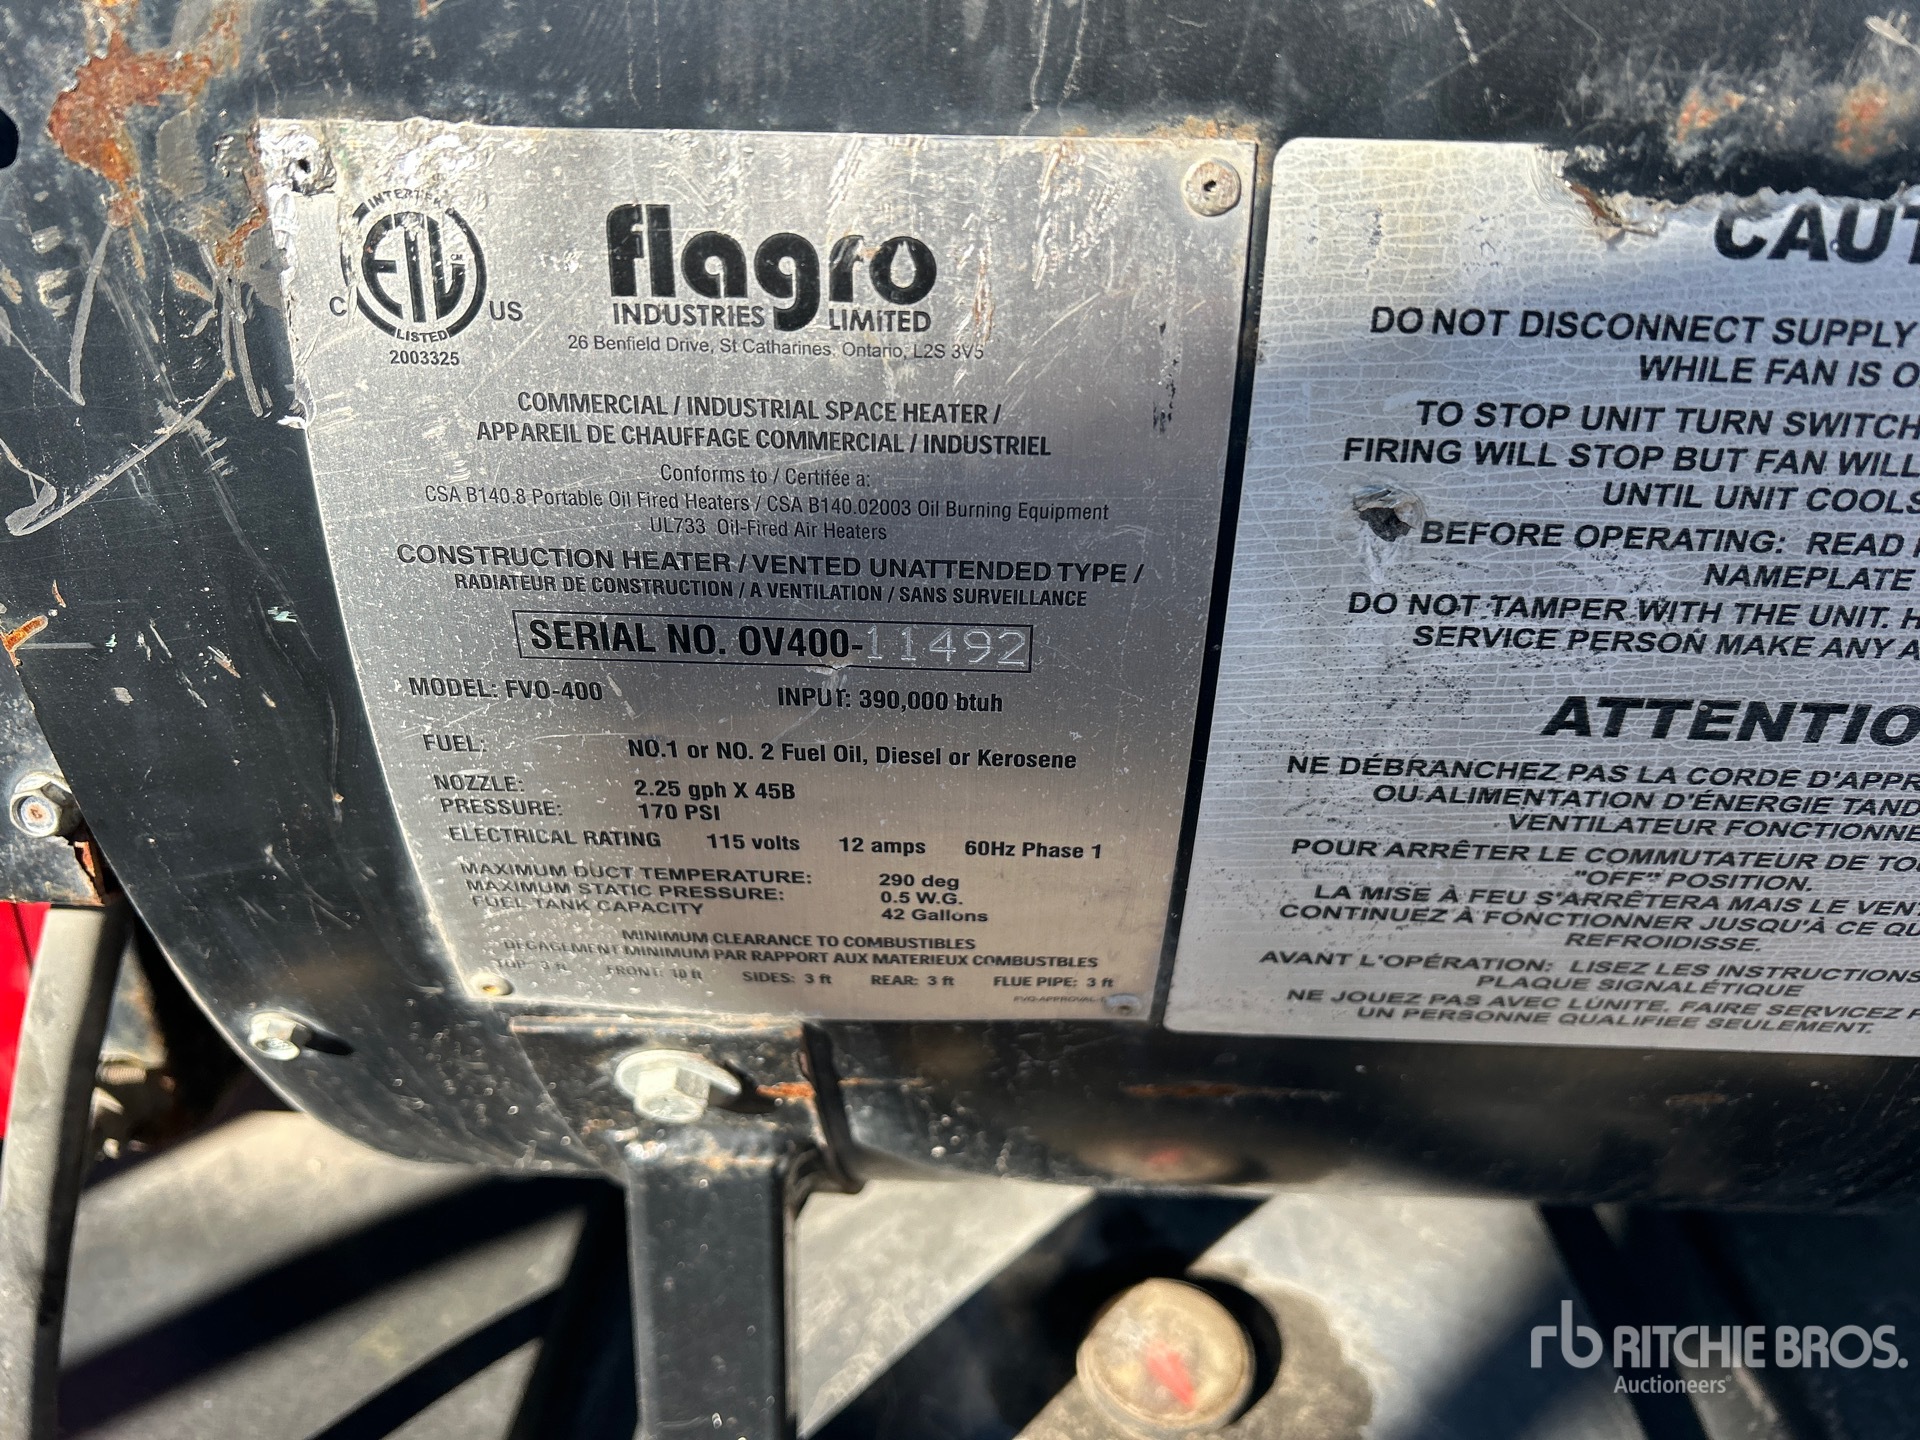 INTERTEK
ETL
C US
LISTED
2003325
flagro
INDUSTRIES LIMITED
26 Benfield Drive, St Catharines, Ontario, L2S 3V5
COMMERCIAL / INDUSTRIAL SPACE HEATER /
APPAREIL DE CHAUFFAGE COMMERCIAL / INDUSTRIEL
Conforms to / Certifée a:
CSA B140.8 Portable Oil Fired Heaters / CSA B140.02003 Oil Burning Equipment
UL733 Oil-Fired Air Heaters
CONSTRUCTION HEATER / VENTED UNATTENDED TYPE /
RADIATEUR DE CONSTRUCTION / A VENTILATION / SANS SURVEILLANCE
SERIAL NO. OV400-11492
MODEL: FVO-400 INPUT: 390,000 btuh
FUEL: NO.1 or NO. 2 Fuel Oil, Diesel or Kerosene
NOZZLE: 2.25 gph X 45B
PRESSURE: 170 PSI
ELECTRICAL RATING 115 volts 12 amps 60Hz Phase 1
MAXIMUM DUCT TEMPERATURE: 290 deg
MAXIMUM STATIC PRESSURE: 0.5 W.G.
FUEL TANK CAPACITY 42 Gallons
MINIMUM CLEARANCE TO COMBUSTIBLES
DEGAGEMENT MINIMUM PAR RAPPORT AUX MATERIEUX COMBUSTBLES
TOP: 3 ft FRONT: 10 ft SIDES: 3 ft REAR: 3 ft FLUE PIPE: 3 ft
CAUT
DO NOT DISCONNECT SUPPLY
WHILE FAN IS O
TO STOP UNIT TURN SWITCH
FIRING WILL STOP BUT FAN WILL
UNTIL UNIT COOLS
BEFORE OPERATING: READ
NAMEPLATE
DO NOT TAMPER WITH THE UNIT. H
SERVICE PERSON MAKE ANY A
ATTENTIO
NE DÉBRANCHEZ PAS LA CORDE D'APPR
OU ALIMENTATION D'ÉNERGIE TAND
VENTILATEUR FONCTIONNE
POUR ARRÊTER LE COMMUTATEUR DE TO
"OFF" POSITION.
LA MISE À FEU S'ARRÊTERA MAIS LE VENT
CONTINUEZ À FONCTIONNER JUSQU'À CE QU
REFROIDISSE.
AVANT L'OPÉRATION: LISEZ LES INSTRUCTIONS
PLAQUE SIGNALÉTIQUE
NE JOUEZ PAS AVEC LÚNITE. FAIRE SERVICEZ P
UN PERSONNE QUALIFIEE SEULEMENT.
rb RITCHIE BROS.
Auctioneers